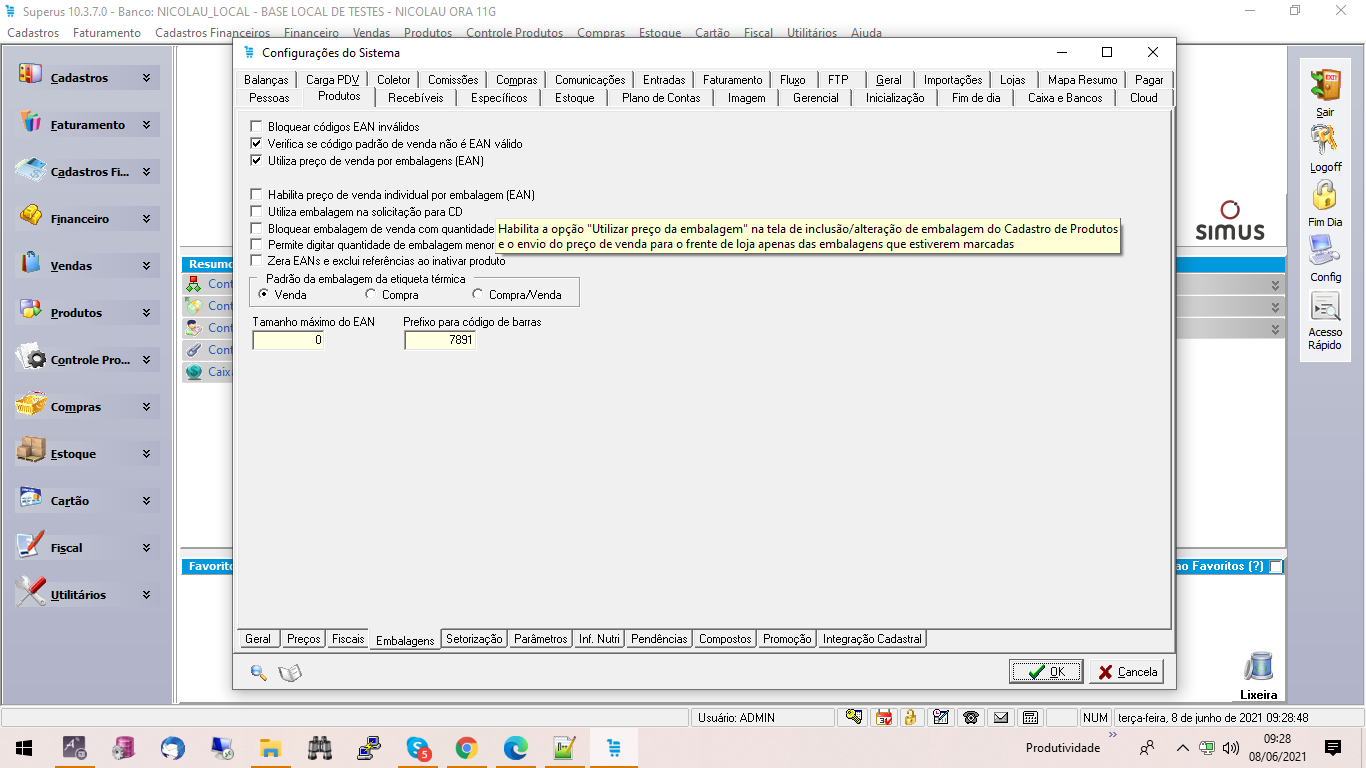 Superus 10.3.7.0 - Banco: NICOLAU_LOCAL - BASE LOCAL DE TESTES - NICOLAU ORA 11G
Cadastros Faturamento Cadastros Financeiros Financeiro Vendas Produtos Controle Produtos Compras Estoque Cartão Fiscal Utilitários Ajuda
Configurações do Sistema
Balanças Carga PDV Coletor Comissões Compras Comunicações Entradas Faturamento Fluxo FTP Geral Importações Lojas Mapa Resumo Pagar
Pessoas Produtos Recebíveis Específicos Estoque Plano de Contas Imagem Gerencial Inicialização Fim de dia Caixa e Bancos Cloud
Bloquear códigos EAN inválidos
Verifica se código padrão de venda não é EAN válido
Utiliza preço de venda por embalagens (EAN)
Habilita preço de venda individual por embalagem (EAN)
Utiliza embalagem na solicitação para CD
Bloquear embalagem de venda com quantidade
Permite digitar quantidade de embalagem menor
Zera EANs e exclui referências ao inativar produto
Habilita a opção "Utilizar preço da embalagem" na tela de inclusão/alteração de embalagem do Cadastro de Produtos
e o envio do preço de venda para o frente de loja apenas das embalagens que estiverem marcadas
Padrão da embalagem da etiqueta térmica
Venda Compra Compra/Venda
Tamanho máximo do EAN Prefixo para código de barras
0 7891
Geral Preços Fiscais Embalagens Setorização Parâmetros Inf. Nutri Pendências Compostos Promoção Integração Cadastral
OK Cancela
Cadastros
Faturamento
Cadastros Fi...
Financeiro
Vendas
Produtos
Controle Pro...
Compras
Estoque
Cartão
Fiscal
Utilitários
Resumo
Cont
Cont
Cont
Cont
Caix
Favorito
ao Favoritos (?)
SIMUS
EXIT
Sair
Logoff
Fim Dia
Config
Acesso
Rápido
Lixeira
Usuário: ADMIN
31
NUM
terça-feira, 8 de junho de 2021 09:28:48
5
Produtividade
09:28
08/06/2021